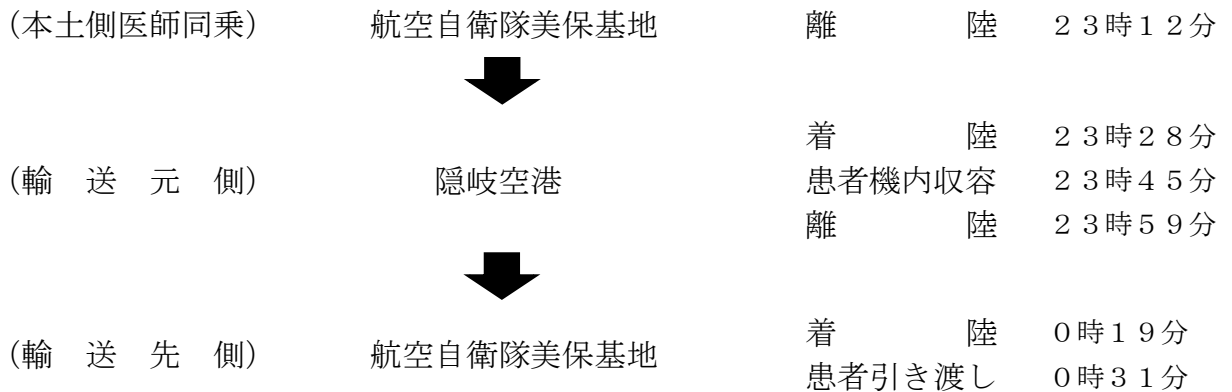 (本土側医師同乗) 航空自衛隊美保基地 離陸 23時12分
着陸 23時28分
(輸送元側) 隠岐空港 患者機内収容 23時45分
離陸 23時59分
着陸 0時19分
(輸送先側) 航空自衛隊美保基地
患者引き渡し 0時31分